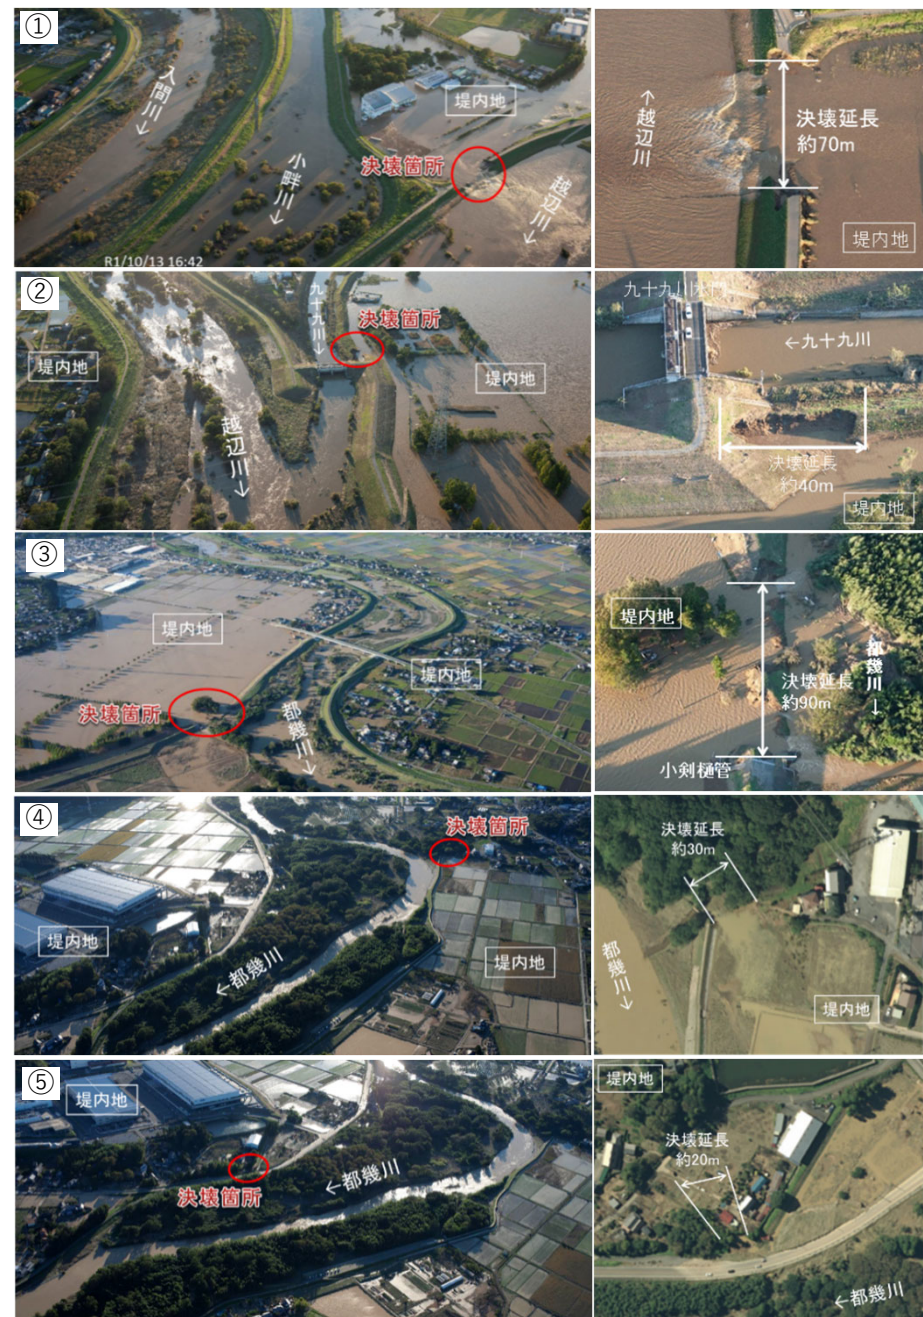 ①
入間川↓
小畔川↓
堤内地
決壊箇所
越辺川↓
R1/10/13 16:42
↑越辺川
決壊延長
約70m
堤内地
②
堤内地
越辺川↓
九十九川↓
決壊箇所
堤内地
九十九川水門
←九十九川
決壊延長
約40m
堤内地
③
堤内地
決壊箇所
都幾川↓
堤内地
堤内地
決壊延長
約90m
都幾川↓
小剣樋管
④
決壊箇所
堤内地
←都幾川
堤内地
決壊延長
約30m
都幾川↓
堤内地
⑤
堤内地
決壊箇所
←都幾川
堤内地
決壊延長
約20m
←都幾川